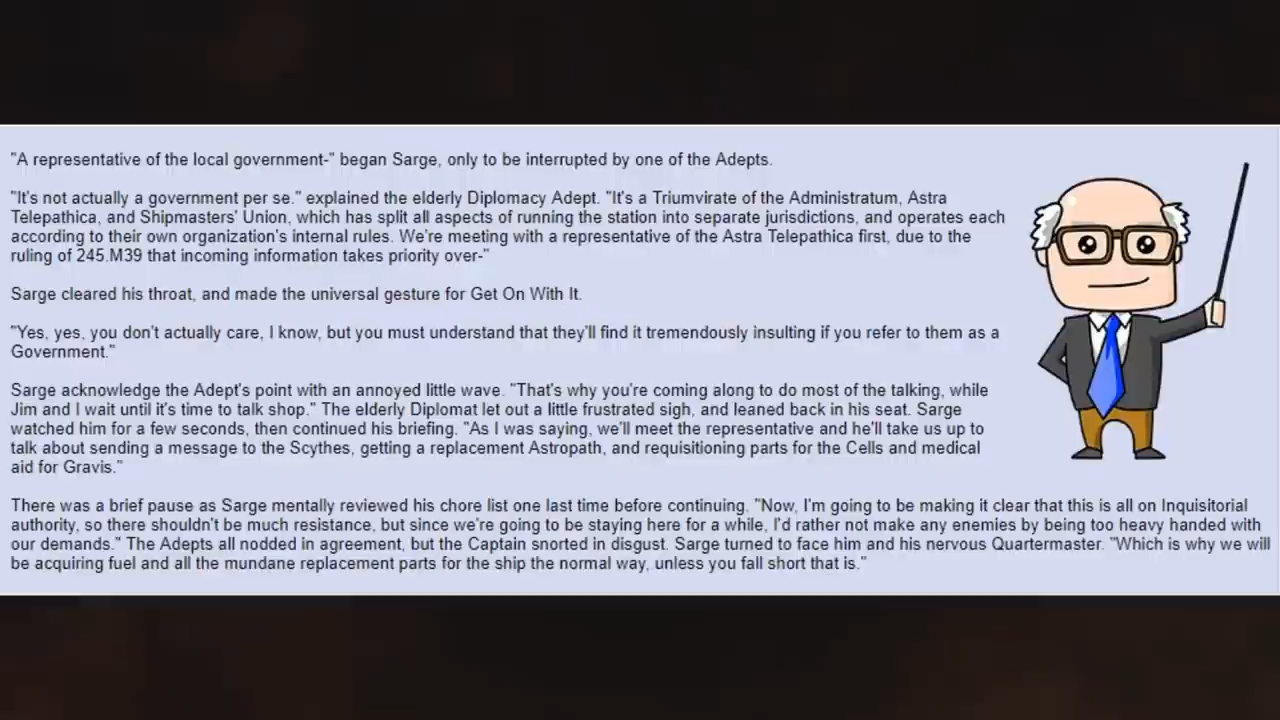 "A representative of the local government-" began Sarge, only to be interrupted by one of the Adepts.
"It's not actually a government per se." explained the elderly Diplomacy Adept. "It's a Triumvirate of the Administratum, Astra
Telepathica, and Shipmasters' Union, which has split all aspects of running the station into separate jurisdictions, and operates each
according to their own organization's internal rules. We're meeting with a representative of the Astra Telepathica first, due to the
ruling of 245.M39 that incoming information takes priority over-"
Sarge cleared his throat, and made the universal gesture for Get On With It.
"Yes, yes, you don't actually care, I know, but you must understand that they'll find it tremendously insulting if you refer to them as a
Government."
Sarge acknowledge the Adept's point with an annoyed little wave. "That's why you're coming along to do most of the talking, while
Jim and I wait until it's time to talk shop." The elderly Diplomat let out a little frustrated sigh, and leaned back in his seat. Sarge
watched him for a few seconds, then continued his briefing. "As I was saying, we'll meet the representative and he'll take us up to
talk about sending a message to the Scythes, getting a replacement Astropath, and requisitioning parts for the Cells and medical
aid for Gravis."
There was a brief pause as Sarge mentally reviewed his chore list one last time before continuing. "Now, I'm going to be making it clear that this is all on Inquisitorial
authority, so there shouldn't be much resistance, but since we're going to be staying here for a while, I'd rather not make any enemies by being too heavy handed with
our demands." The Adepts all nodded in agreement, but the Captain snorted in disgust. Sarge turned to face him and his nervous Quartermaster. "Which is why we will
be acquiring fuel and all the mundane replacement parts for the ship the normal way, unless you fall short that is."